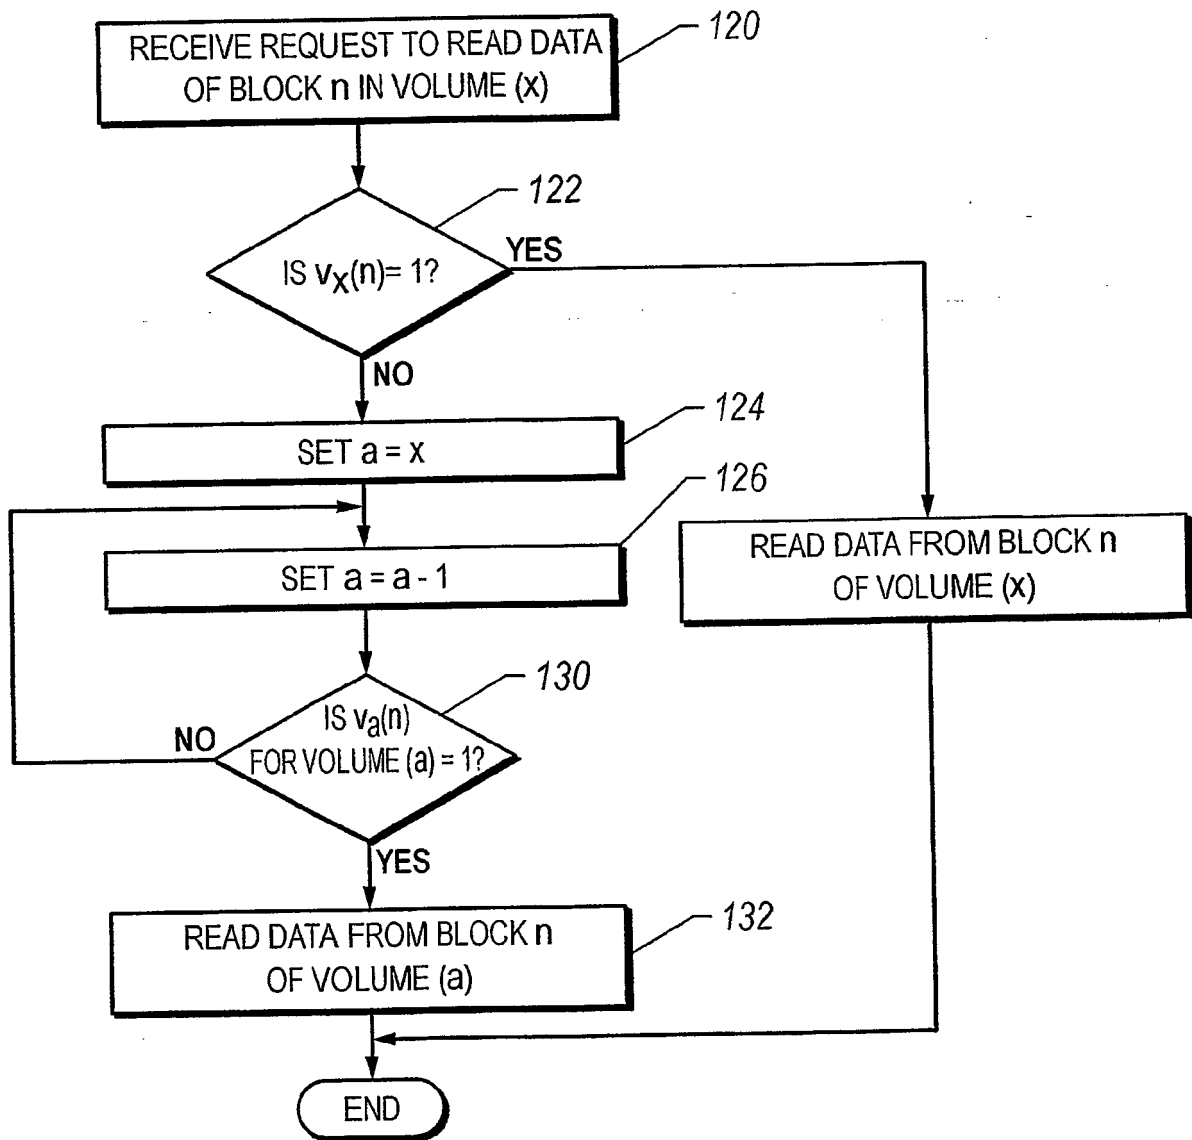 RECEIVE REQUEST TO READ DATA
OF BLOCK n IN VOLUME (x)
120
IS vx(n)= 1?
122
YES
NO
SET a = x
124
SET a = a - 1
126
READ DATA FROM BLOCK n
OF VOLUME (x)
IS va(n)
FOR VOLUME (a) = 1?
130
NO
YES
READ DATA FROM BLOCK n
OF VOLUME (a)
132
END